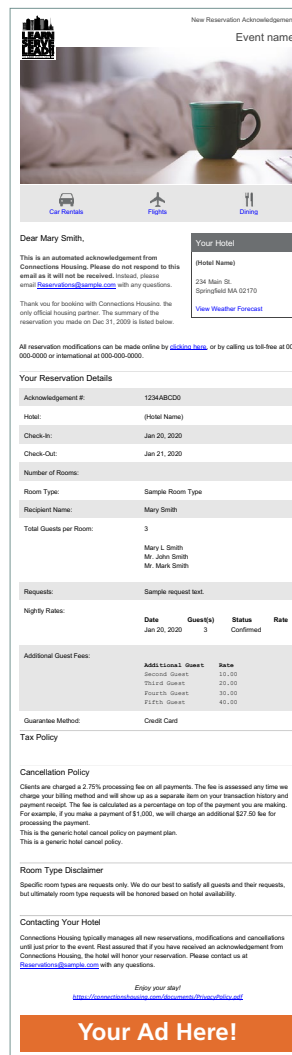 New Reservation Acknowledgemen
LEARN
SERVE
LEAD
Event name
Car Rentals
Flights
Dining
Dear Mary Smith,
This is an automated acknowledgement from
Connections Housing. Please do not respond to this
email as it will not be received. Instead, please
email Reservations@sample.com with any questions.
Thank you for booking with Connections Housing, the
only official housing partner. The summary of the
reservation you made on Dec 31, 2009 is listed below.
Your Hotel
(Hotel Name)
234 Main St.
Springfield MA 02170
View Weather Forecast
All reservation modifications can be made online by clicking here, or by calling us toll-free at 00
000-0000 or international at 000-000-0000.
Your Reservation Details
Acknowledgement #: 1234ABCD0
Hotel: (Hotel Name)
Check-In: Jan 20, 2020
Check-Out: Jan 21, 2020
Number of Rooms:
Room Type: Sample Room Type
Recipient Name: Mary Smith
Total Guests per Room: 3
Mary L Smith
Mr. John Smith
Mr. Mark Smith
Requests: Sample request text.
Nightly Rates:
Date Guest(s) Status Rate
Jan 20, 2020 3 Confirmed
Additional Guest Fees:
Additional Guest Rate
Second Guest 10.00
Third Guest 20.00
Fourth Guest 30.00
Fifth Guest 40.00
Guarantee Method: Credit Card
Tax Policy
Cancellation Policy
Clients are charged a 2.75% processing fee on all payments. The fee is assessed any time we
charge your billing method and will show up as a separate item on your transaction history and
payment receipt. The fee is calculated as a percentage on top of the payment you are making.
For example, if you make a payment of $1,000, we will charge an additional $27.50 fee for
processing the payment.
This is the generic hotel cancel policy on payment plan.
This is a generic hotel cancel policy.
Room Type Disclaimer
Specific room types are requests only. We do our best to satisfy all guests and their requests,
but ultimately room type requests will be honored based on hotel availability.
Contacting Your Hotel
Connections Housing typically manages all new reservations, modifications and cancellations
until just prior to the event. Rest assured that if you have received an acknowledgement from
Connections Housing, the hotel will honor your reservation. Please contact us at
Reservations@sample.com with any questions.
Enjoy your stay!
https://connectionshousing.com/documents/PrivacyPolicy.pdf
Your Ad Here!